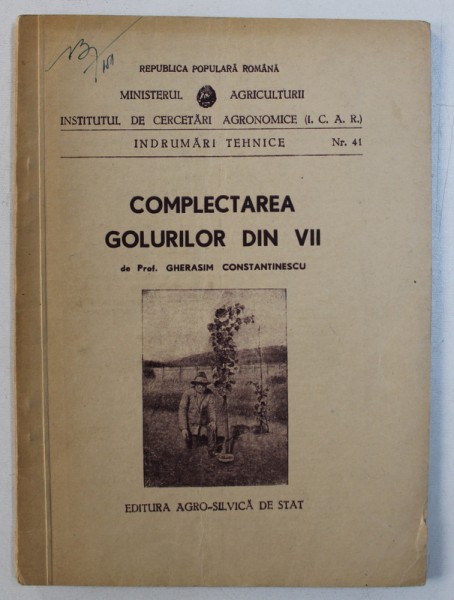 REPUBLICA POPULARĂ ROMÂNĂ
MINISTERUL AGRICULTURII
INSTITUTUL DE CERCETĂRI AGRONOMICE (I. C. A. R.)
INDRUMĂRI TEHNICE Nr. 41
COMPLECTAREA
GOLURILOR DIN VII
de Prof. GHERASIM CONSTANTINESCU
EDITURA AGRO-SILVICĂ DE STAT